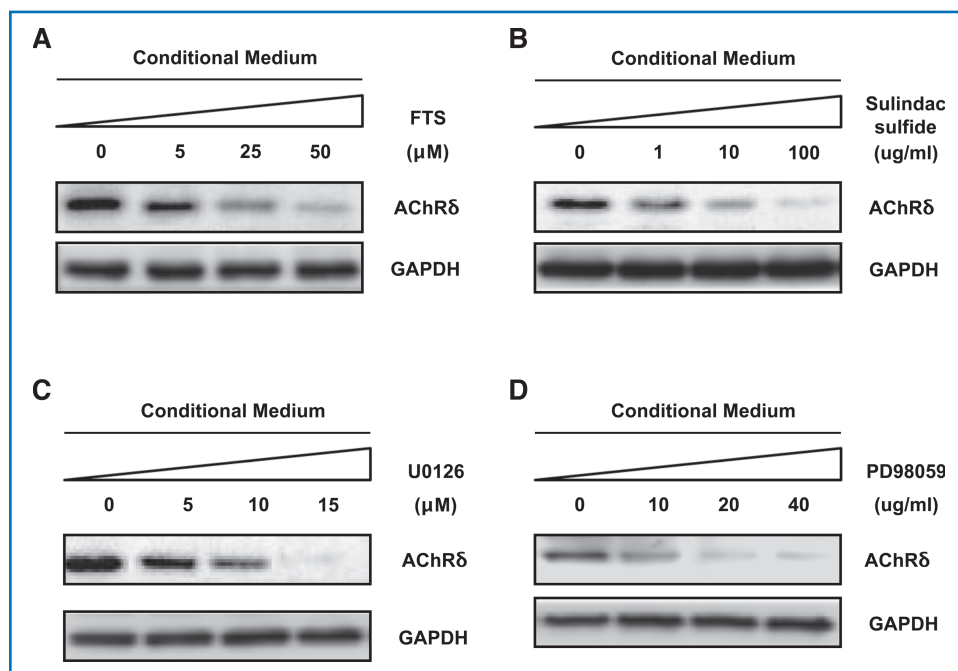 A
Conditional Medium
FTS
0 5 25 50 (µM)
AChRδ
GAPDH
B
Conditional Medium
Sulindac
sulfide
0 1 10 100 (ug/ml)
AChRδ
GAPDH
C
Conditional Medium
U0126
0 5 10 15 (µM)
AChRδ
GAPDH
D
Conditional Medium
PD98059
0 10 20 40 (ug/ml)
AChRδ
GAPDH